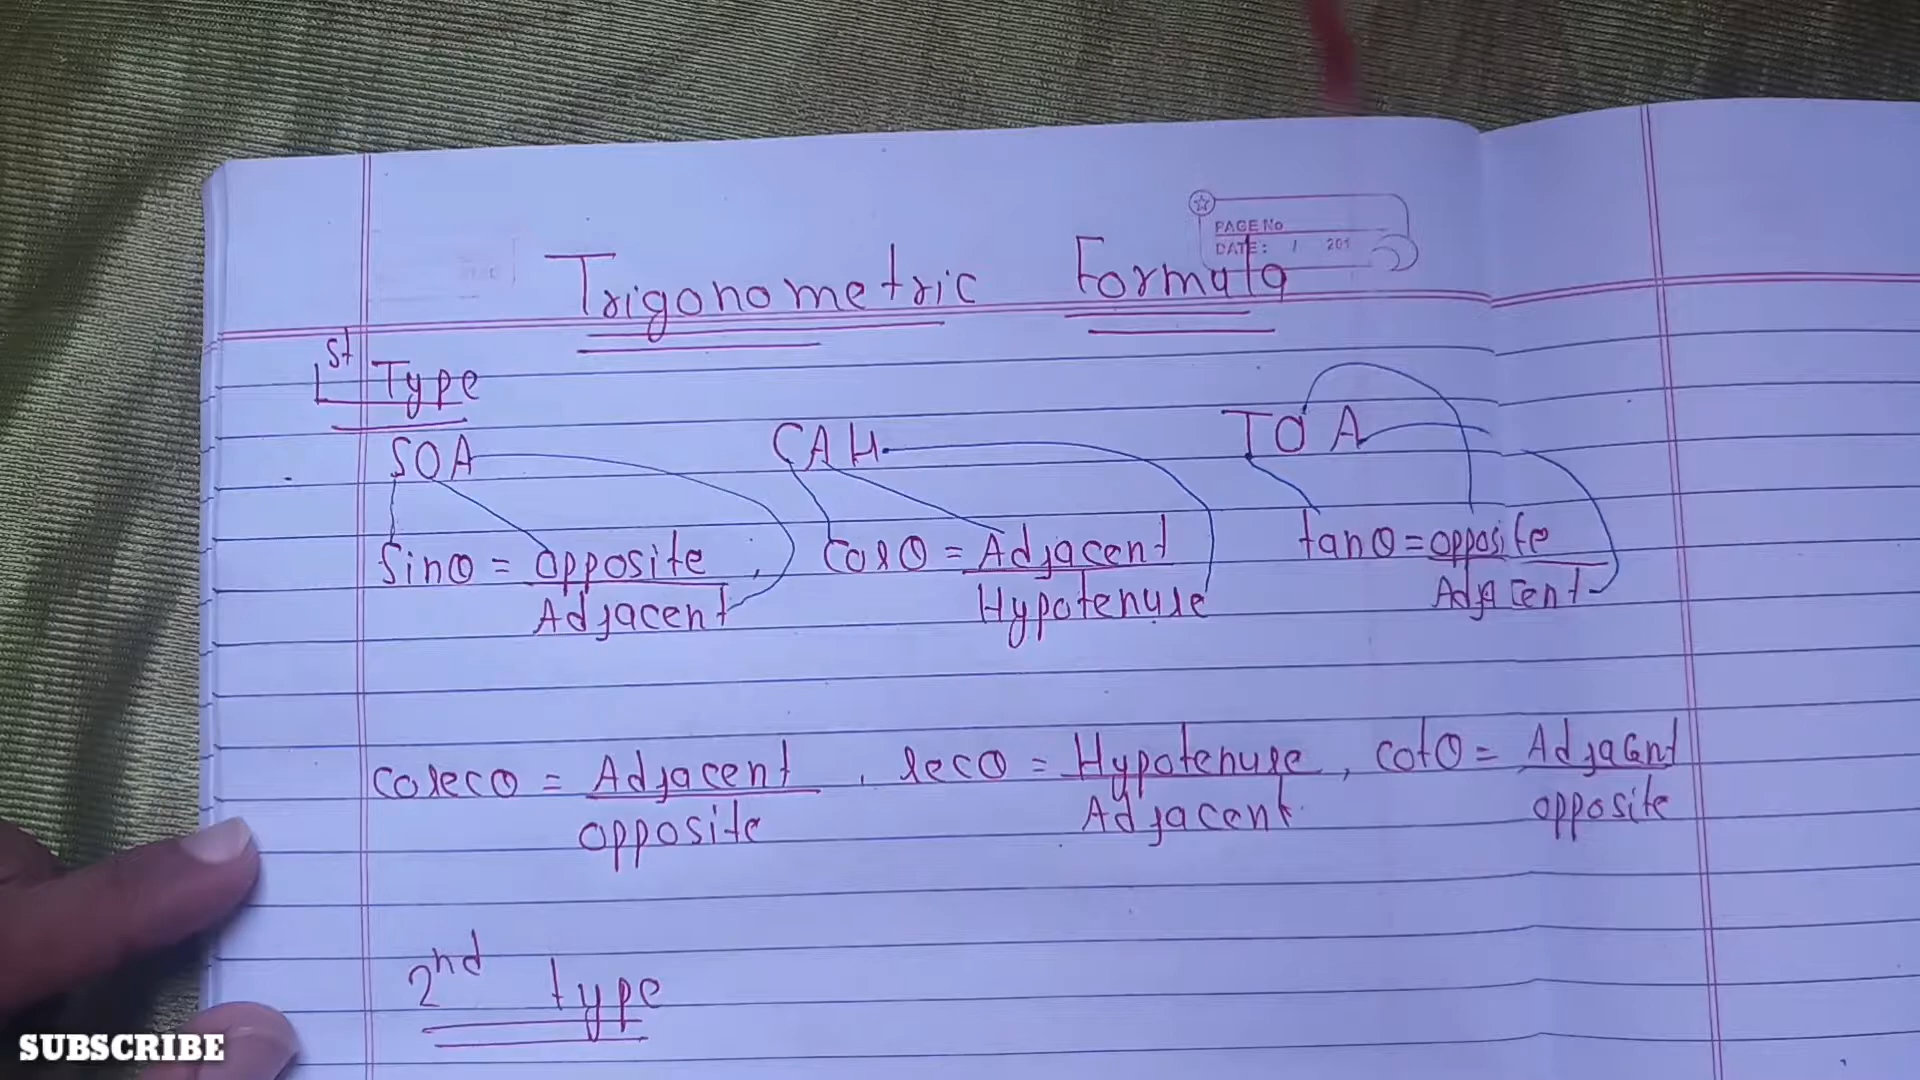 PAGE No
DATE: / 201
Trigonometric Formula
1st Type
SOA CAH TOA
Sinθ = opposite / Adjacent , Cosθ = Adjacent / Hypotenuse tanθ = opposite / Adjacent
cosecθ = Adjacent / opposite , secθ = Hypotenuse / Adjacent , cotθ = Adjacent / opposite
2nd type
SUBSCRIBE